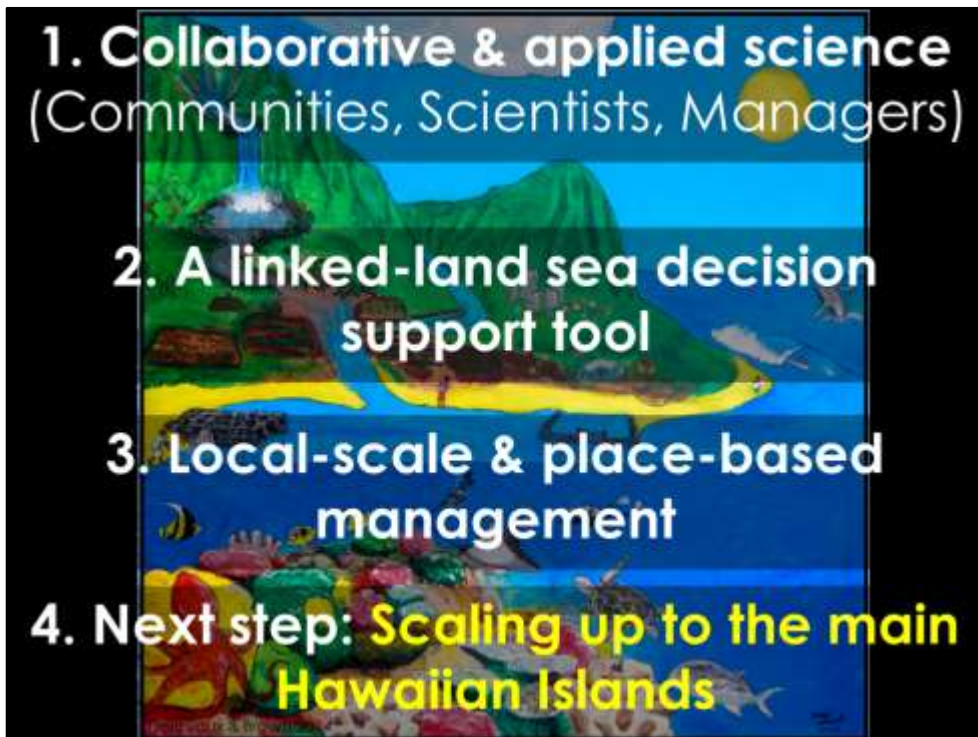 1. Collaborative & applied science
(Communities, Scientists, Managers)
2. A linked-land sea decision
support tool
3. Local-scale & place-based
management
4. Next step: Scaling up to the main
Hawaiian Islands